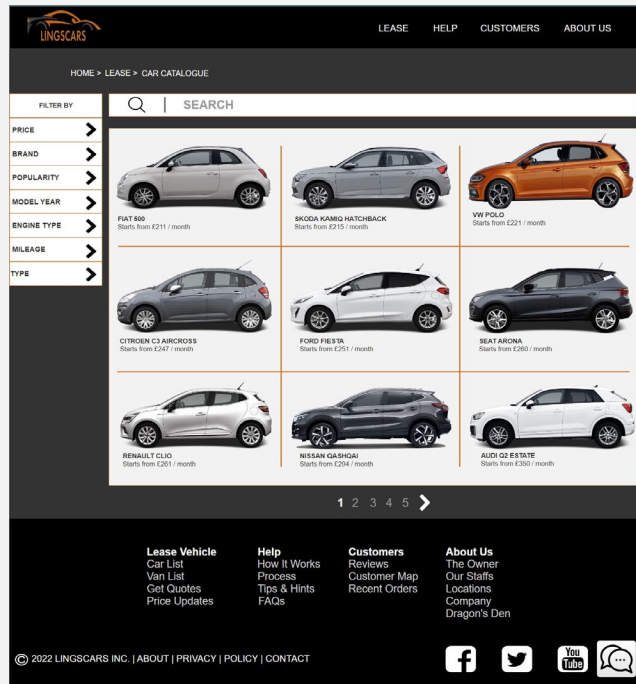 LINGSCARS
LEASE HELP CUSTOMERS ABOUT US
HOME > LEASE > CAR CATALOGUE
FILTER BY
SEARCH
PRICE
BRAND
POPULARITY
MODEL YEAR
ENGINE TYPE
MILEAGE
TYPE
FIAT 500
Starts from £211 / month
SKODA KAMIQ HATCHBACK
Starts from £215 / month
VW POLO
Starts from £221 / month
CITROEN C3 AIRCROSS
Starts from £247 / month
FORD FIESTA
Starts from £251 / month
SEAT ARONA
Starts from £260 / month
RENAULT CLIO
Starts from £261 / month
NISSAN QASHQAI
Starts from £294 / month
AUDI Q2 ESTATE
Starts from £350 / month
1 2 3 4 5
Lease Vehicle
Car List
Van List
Get Quotes
Price Updates
Help
How It Works
Process
Tips & Hints
FAQs
Customers
Reviews
Customer Map
Recent Orders
About Us
The Owner
Our Staffs
Locations
Company
Dragon's Den
© 2022 LINGSCARS INC. | ABOUT | PRIVACY | POLICY | CONTACT
You
Tube